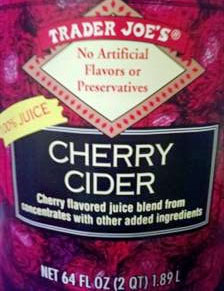 TRADER JOE'S®
No Artificial
Flavors or
Preservatives
100% JUICE
CHERRY
CIDER
Cherry flavored juice blend from
concentrates with other added ingredients
NET 64 FL OZ (2 QT) 1.89 L